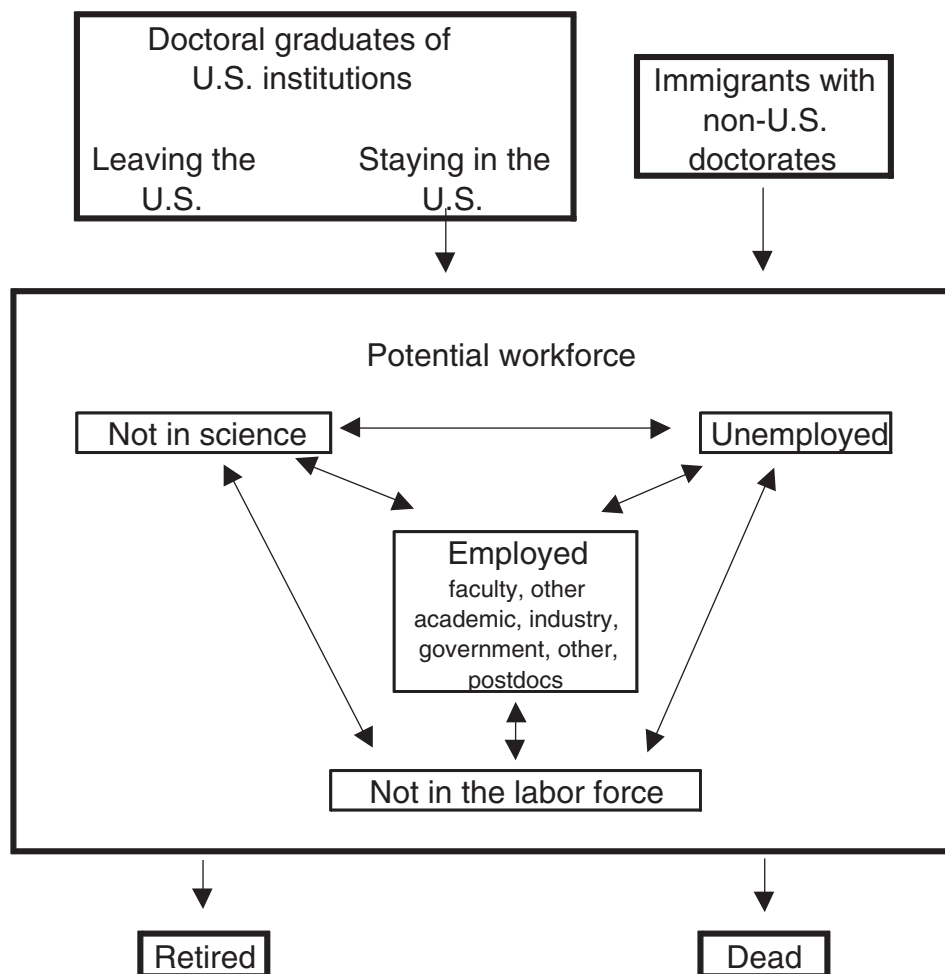 Doctoral graduates of
U.S. institutions
Leaving the
U.S.
Staying in the
U.S.
Immigrants with
non-U.S.
doctorates
Potential workforce
Not in science
Unemployed
Employed
faculty, other
academic, industry,
government, other,
postdocs
Not in the labor force
Retired
Dead